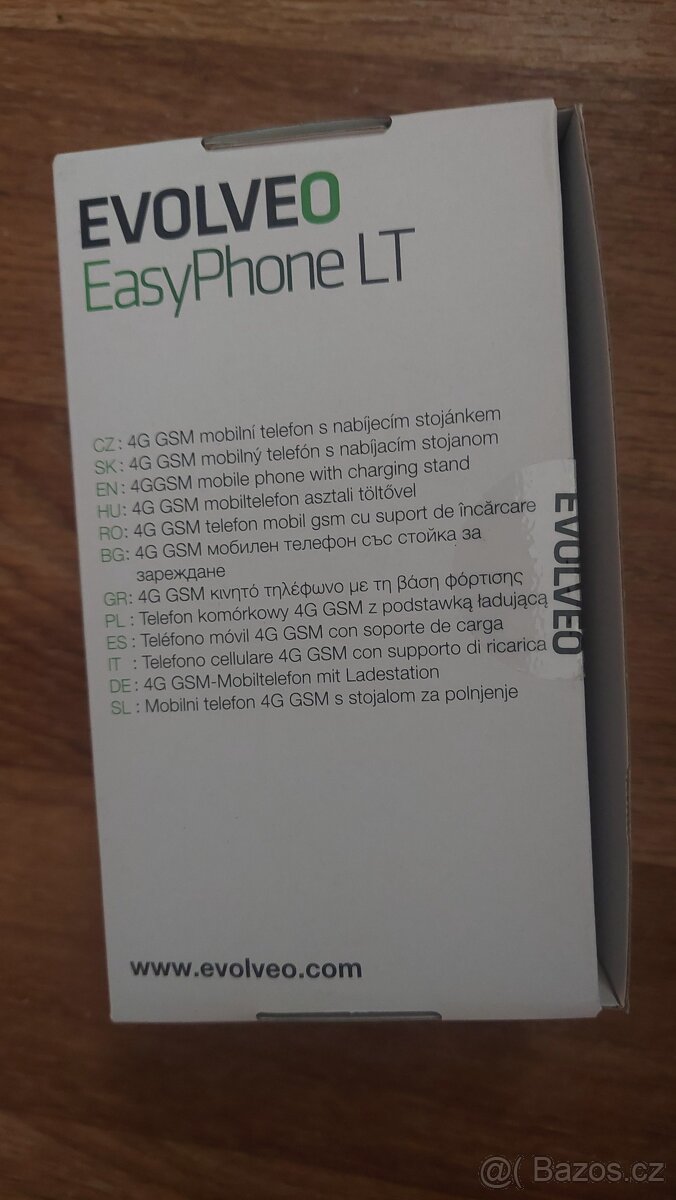 EVOLVEO
EasyPhone LT
CZ: 4G GSM mobilní telefon s nabíjecím stojánkem
SK: 4G GSM mobilný telefón s nabíjacím stojanom
EN: 4GGSM mobile phone with charging stand
HU: 4G GSM mobiltelefon asztali töltővel
RO: 4G GSM telefon mobil gsm cu suport de încărcare
BG: 4G GSM мобилен телефон със стойка за
зареждане
GR: 4G GSM κινητό τηλέφωνο με τη βάση φόρτισης
PL: Telefon komórkowy 4G GSM z podstawką ładującą
ES: Teléfono móvil 4G GSM con soporte de carga
IT : Telefono cellulare 4G GSM con supporto di ricarica
DE: 4G GSM-Mobiltelefon mit Ladestation
SL: Mobilni telefon 4G GSM s stojalom za polnjenje
EVOLVEO
www.evolveo.com
@( Bazos.cz